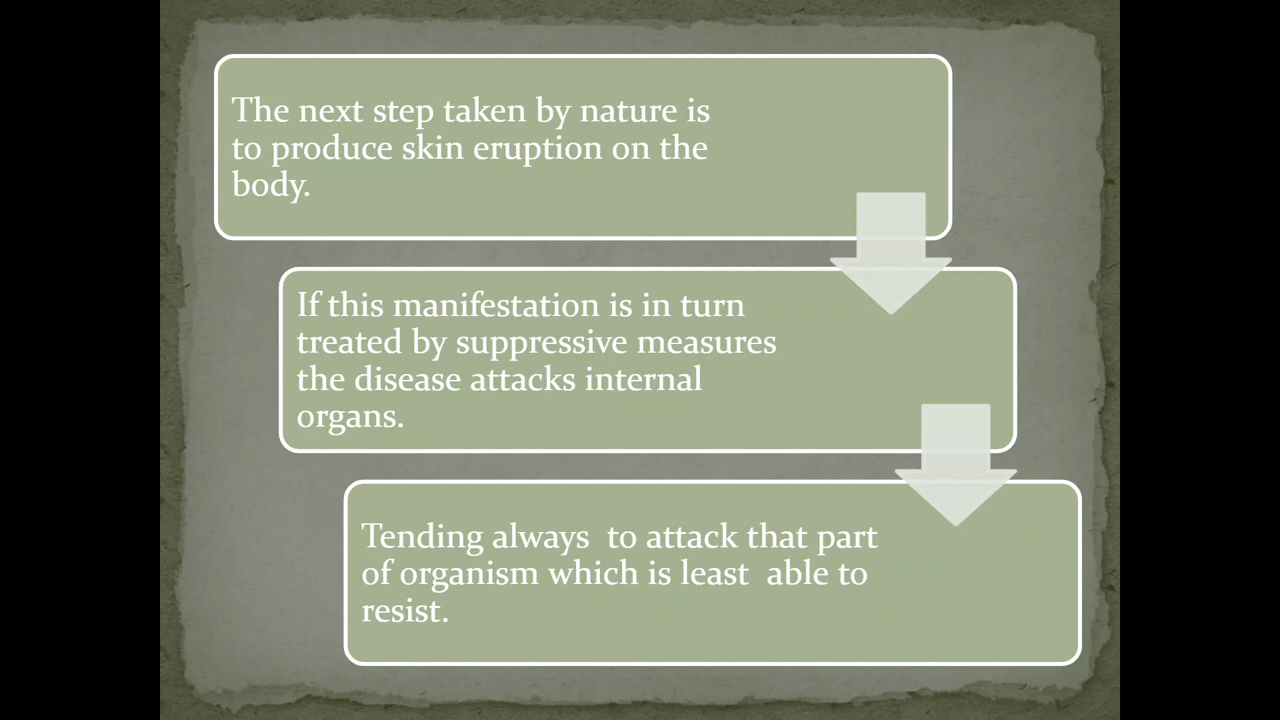 The next step taken by nature is
to produce skin eruption on the
body.
If this manifestation is in turn
treated by suppressive measures
the disease attacks internal
organs.
Tending always  to attack that part
of organism which is least  able to
resist.